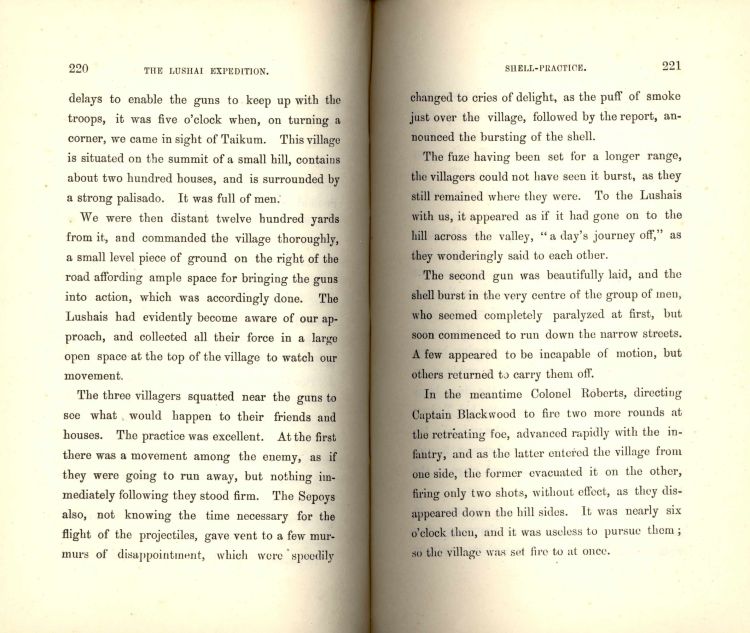 220
THE LUSHAI EXPEDITION.
delays to enable the guns to keep up with the
troops, it was five o'clock when, on turning a
corner, we came in sight of Taikum. This village
is situated on the summit of a small hill, contains
about two hundred houses, and is surrounded by
a strong palisado. It was full of men.
We were then distant twelve hundred yards
from it, and commanded the village thoroughly,
a small level piece of ground on the right of the
road affording ample space for bringing the guns
into action, which was accordingly done. The
Lushais had evidently become aware of our ap-
proach, and collected all their force in a large
open space at the top of the village to watch our
movement.
The three villagers squatted near the guns to
see what would happen to their friends and
houses. The practice was excellent. At the first
there was a movement among the enemy, as if
they were going to run away, but nothing im-
mediately following they stood firm. The Sepoys
also, not knowing the time necessary for the
flight of the projectiles, gave vent to a few mur-
murs of disappointment, which were speedily
SHELL-PRACTICE.
221
changed to cries of delight, as the puff of smoke
just over the village, followed by the report, an-
nounced the bursting of the shell.
The fuze having been set for a longer range,
the villagers could not have seen it burst, as they
still remained where they were. To the Lushais
with us, it appeared as if it had gone on to the
hill across the valley, "a day's journey off," as
they wonderingly said to each other.
The second gun was beautifully laid, and the
shell burst in the very centre of the group of men,
who seemed completely paralyzed at first, but
soon commenced to run down the narrow streets.
A few appeared to be incapable of motion, but
others returned to carry them off.
In the meantime Colonel Roberts, directing
Captain Blackwood to fire two more rounds at
the retreating foe, advanced rapidly with the in-
fantry, and as the latter entered the village from
one side, the former evacuated it on the other,
firing only two shots, without effect, as they dis-
appeared down the hill sides. It was nearly six
o'clock then, and it was useless to pursue them;
so the village was set fire to at once.